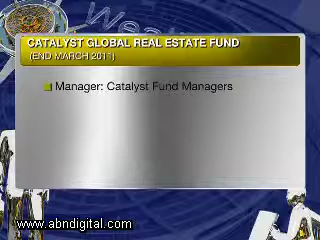 CATALYST GLOBAL REAL ESTATE FUND
(END MARCH 2011)
Manager: Catalyst Fund Managers
www.abndigital.com